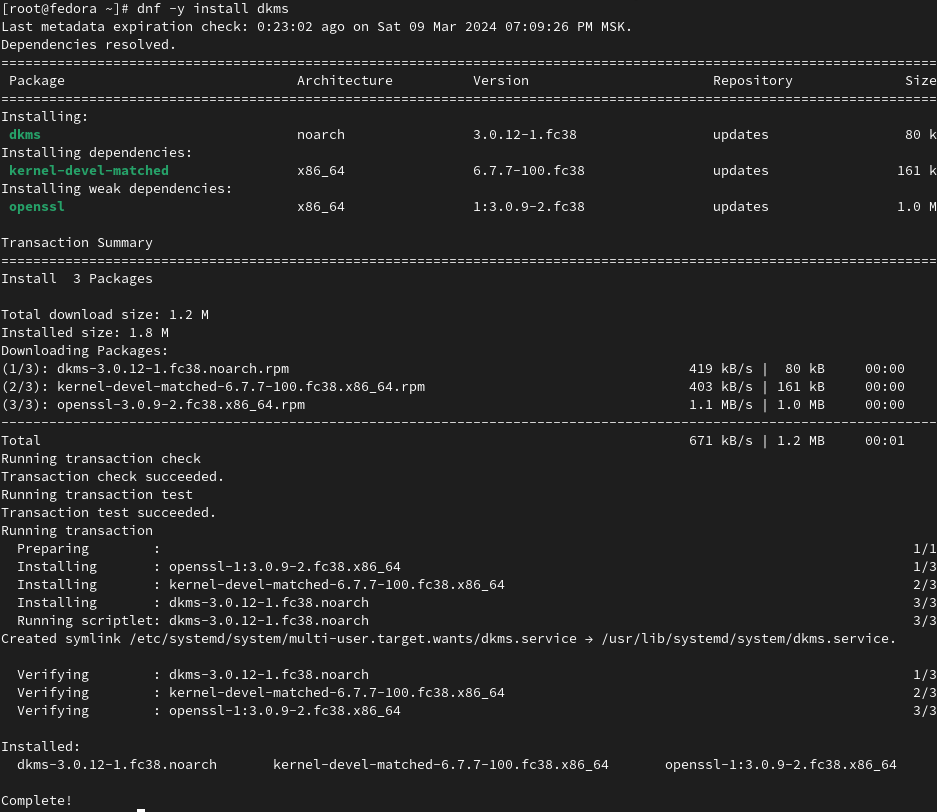 [root@fedora ~]# dnf -y install dkms
Last metadata expiration check: 0:23:02 ago on Sat 09 Mar 2024 07:09:26 PM MSK.
Dependencies resolved.
=====================================================================================================================
 Package                            Architecture          Version                       Repository              Size
=====================================================================================================================
Installing:
 dkms                                noarch                3.0.12-1.fc38                 updates                 80 k
Installing dependencies:
 kernel-devel-matched                x86_64                6.7.7-100.fc38                updates                161 k
Installing weak dependencies:
 openssl                             x86_64                1:3.0.9-2.fc38                updates                1.0 M
Transaction Summary
=====================================================================================================================
Install  3 Packages
Total download size: 1.2 M
Installed size: 1.8 M
Downloading Packages:
(1/3): dkms-3.0.12-1.fc38.noarch.rpm                                                  419 kB/s |  80 kB     00:00
(2/3): kernel-devel-matched-6.7.7-100.fc38.x86_64.rpm                                 403 kB/s | 161 kB     00:00
(3/3): openssl-3.0.9-2.fc38.x86_64.rpm                                                1.1 MB/s | 1.0 MB     00:00
---------------------------------------------------------------------------------------------------------------------
Total                                                                                 671 kB/s | 1.2 MB     00:01
Running transaction check
Transaction check succeeded.
Running transaction test
Transaction test succeeded.
Running transaction
  Preparing        :                                                                                              1/1
  Installing       : openssl-1:3.0.9-2.fc38.x86_64                                                                1/3
  Installing       : kernel-devel-matched-6.7.7-100.fc38.x86_64                                                   2/3
  Installing       : dkms-3.0.12-1.fc38.noarch                                                                    3/3
  Running scriptlet: dkms-3.0.12-1.fc38.noarch                                                                    3/3
Created symlink /etc/systemd/system/multi-user.target.wants/dkms.service → /usr/lib/systemd/system/dkms.service.
  Verifying        : dkms-3.0.12-1.fc38.noarch                                                                    1/3
  Verifying        : kernel-devel-matched-6.7.7-100.fc38.x86_64                                                   2/3
  Verifying        : openssl-1:3.0.9-2.fc38.x86_64                                                                3/3
Installed:
  dkms-3.0.12-1.fc38.noarch       kernel-devel-matched-6.7.7-100.fc38.x86_64       openssl-1:3.0.9-2.fc38.x86_64
Complete!